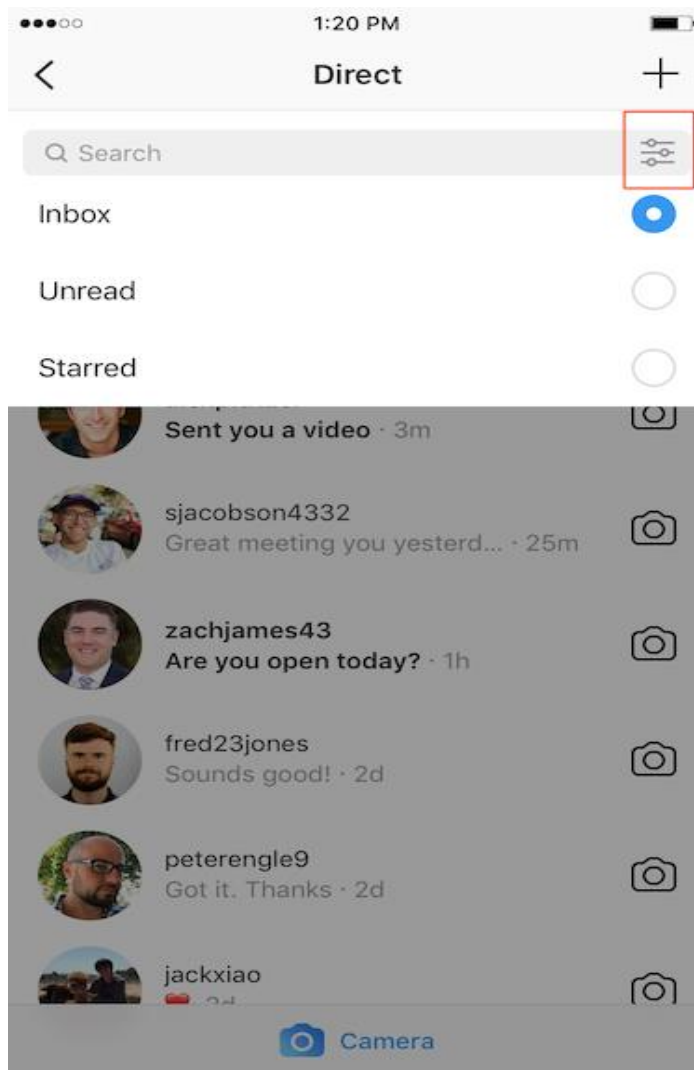 1:20 PM
Direct
Search
Inbox
Unread
Starred
Sent you a video · 3m
sjacobson4332
Great meeting you yesterd... · 25m
zachjames43
Are you open today? · 1h
fred23jones
Sounds good! · 2d
peterengle9
Got it. Thanks · 2d
jackxiao
❤️ ·
Camera